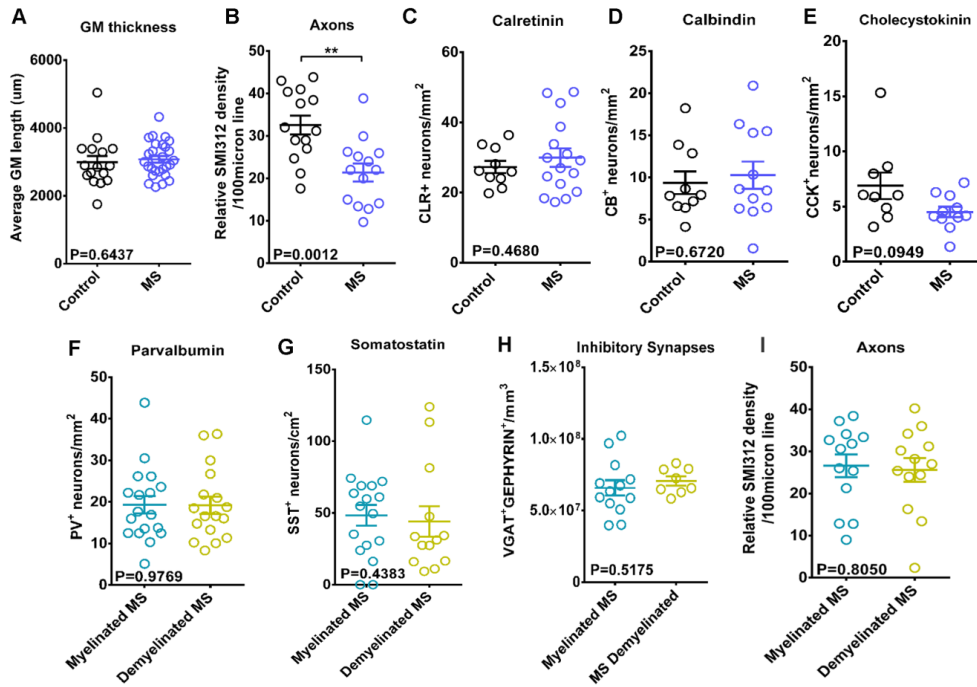 A
GM thickness
Average GM length (um)
6000
4000
2000
0
P=0.6437
Control
MS
B
Axons
Relative SMI312 density
/100micron line
50
40
30
20
10
0
**
P=0.0012
Control
MS
C
Calretinin
CLR+ neurons/mm²
60
40
20
0
P=0.4680
Control
MS
D
Calbindin
CB⁺ neurons/mm²
25
20
15
10
5
0
P=0.6720
Control
MS
E
Cholecystokinin
CCK⁺neurons/mm²
20
15
10
5
0
P=0.0949
Control
MS
F
Parvalbumin
PV⁺ neurons/mm²
50
40
30
20
10
0
P=0.9769
Myelinated MS
Demyelinated MS
G
Somatostatin
SST⁺ neurons/cm²
150
100
50
0
P=0.4383
Myelinated MS
Demyelinated MS
H
Inhibitory Synapses
VGAT⁺GEPHYRIN⁺/mm³
1.5×10⁸
1.0×10⁸
5.0×10⁷
0
P=0.5175
Myelinated MS
MS Demyelinated
I
Axons
Relative SMI312 density
/100micron line
50
40
30
20
10
0
P=0.8050
Myelinated MS
Demyelinated MS